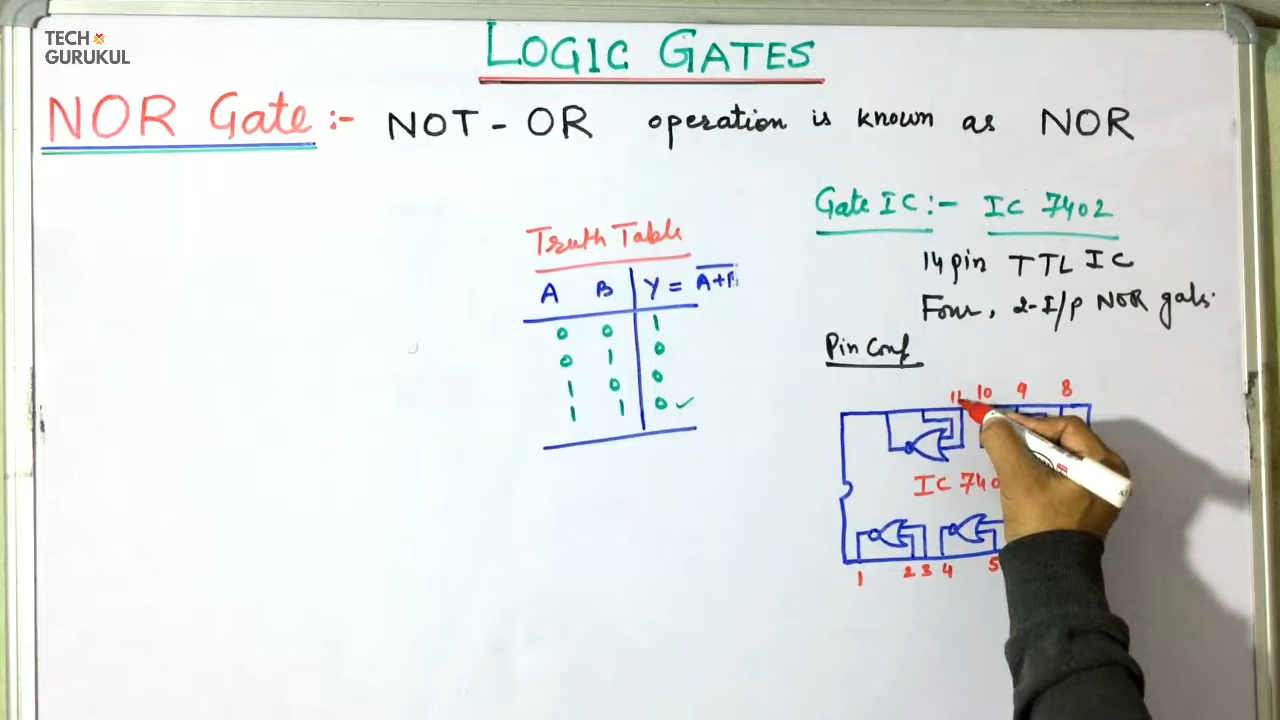 TECH
GURUKUL
LOGIC GATES
NOR Gate :- NOT - OR operation is known as NOR
Truth Table
A B Y = A+B
0 0 1
0 1 0
1 0 0
1 1 0 ✓
Gate IC :- IC 7402
14 pin TTL IC
Four, 2-I/P NOR gates.
Pin Conf
11 10 9 8
IC 740
1 2 3 4 5